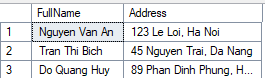 FullName Address
1 Nguyen Van An 123 Le Loi, Ha Noi
2 Tran Thi Bich 45 Nguyen Trai, Da Nang
3 Do Quang Huy 89 Phan Dinh Phung, H...